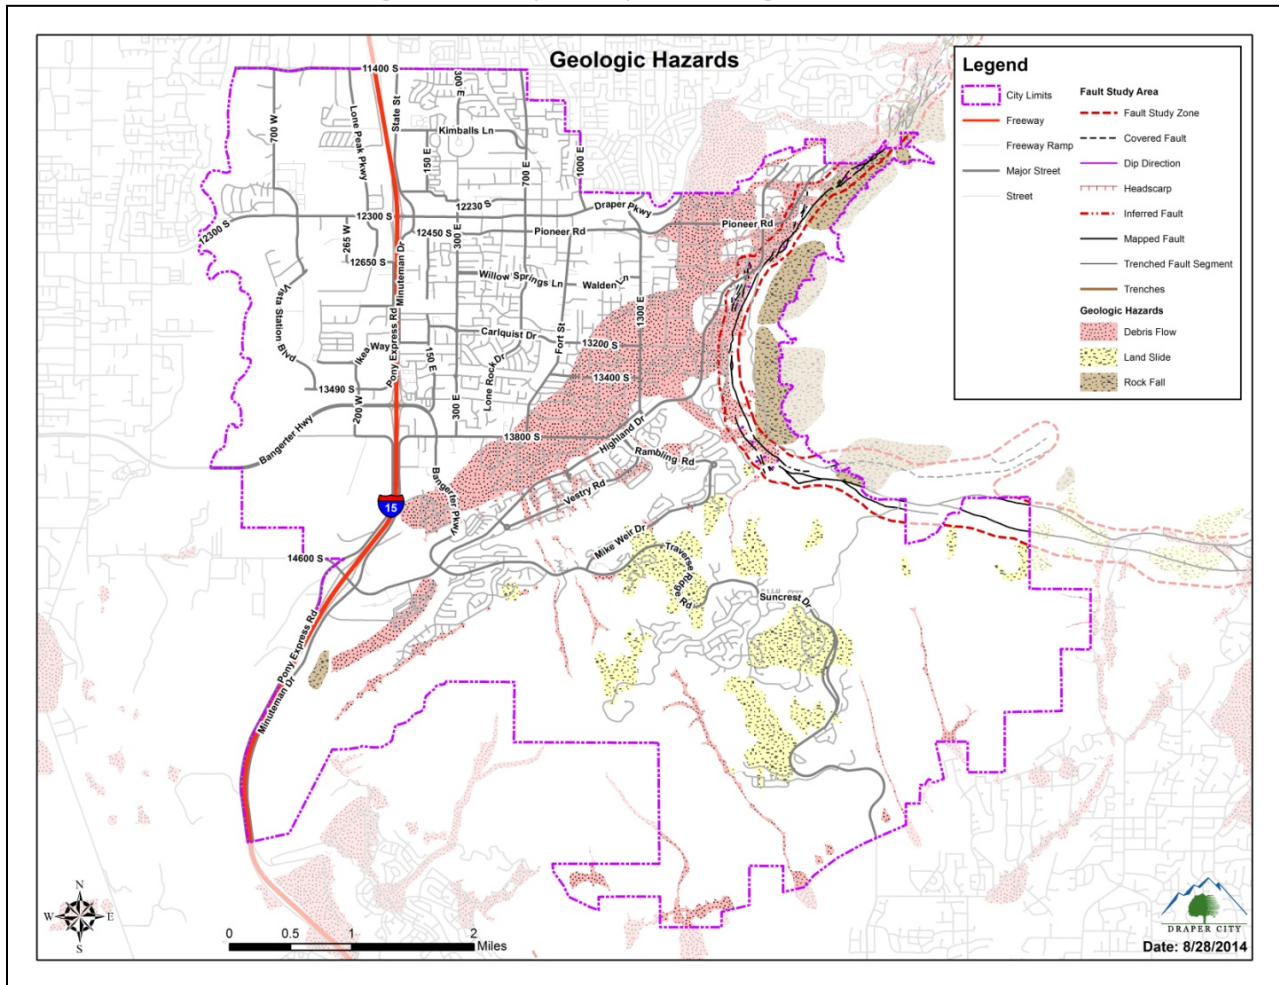 Geologic Hazards
Legend
City Limits
Freeway
Freeway Ramp
Major Street
Street
Fault Study Area
Fault Study Zone
Covered Fault
Dip Direction
Headscarp
Inferred Fault
Mapped Fault
Trenched Fault Segment
Trenches
Geologic Hazards
Debris Flow
Land Slide
Rock Fall
11400 S
700 W
Lone Peak Pkwy
State St
300 E
Kimballs Ln
150 E
700 E
1000 E
12230 S
Draper Pkwy
12300 S
12300 S
12450 S
300 E
Pioneer Rd
Pioneer Rd
265 W
12650 S
Minuteman Dr
Willow Springs Ln
Walden Ln
Vista Station Blvd
1300 E
Fort St
Pony Express Rd
Carlquist Dr
Ikea Way
150 E
13200 S
Lone Rock Dr
13400 S
13490 S
200 W
300 E
Bangerter Hwy
13800 S
Highland Dr
Rambling Rd
Bangerter Pkwy
Vestry Rd
15
14600 S
Mike Weir Dr
Traverse Ridge Rd
Suncrest Dr
Pony Express Rd
Minuteman Dr
N
W
E
S
0
0.5
1
2
Miles
DRAPER CITY
Date: 8/28/2014